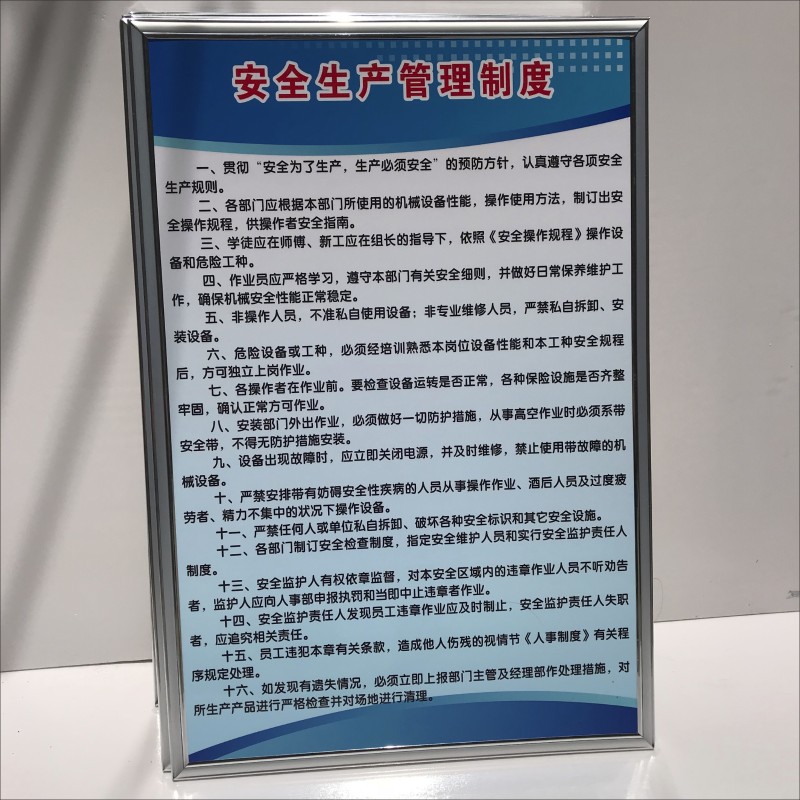 安全生产管理制度
一、贯彻“安全为了生产，生产必须安全”的预防方针，认真遵守各项安全
生产规则。
二、各部门应根据本部门所使用的机械设备性能，操作使用方法，制订出安
全操作规程，供操作者安全指南。
三、学徒应在师傅、新工应在组长的指导下，依照《安全操作规程》操作设
备和危险工种。
四、作业员应严格学习，遵守本部门有关安全细则，并做好日常保养维护工
作，确保机械安全性能正常稳定。
五、非操作人员，不准私自使用设备；非专业维修人员，严禁私自拆卸、安
装设备。
六、危险设备或工种，必须经培训熟悉本岗位设备性能和本工种安全规程
后，方可独立上岗作业。
七、各操作者在作业前。要检查设备运转是否正常，各种保险设施是否齐整
牢固，确认正常方可作业。
八、安装部门外出作业，必须做好一切防护措施，从事高空作业时必须系带
安全带，不得无防护措施安装。
九、设备出现故障时，应立即关闭电源，并及时维修，禁止使用带故障的机
械设备。
十、严禁安排带有妨碍安全性疾病的人员从事操作作业、酒后人员及过度疲
劳者、精力不集中的状况下操作设备。
十一、严禁任何人或单位私自拆卸、破坏各种安全标识和其它安全设施。
十二、各部门制订安全检查制度，指定安全维护人员和实行安全监护责任人
制度。
十三、安全监护人有权依章监督，对本安全区域内的违章作业人员不听劝告
者，监护人应向人事部申报执罚和当即中止违章者作业。
十四、安全监护责任人发现员工违章作业应及时制止，安全监护责任人失职
者，应追究相关责任。
十五、员工违犯本章有关条款，造成他人伤残的视情节《人事制度》有关程
序规定处理。
十六、如发现有遗失情况，必须立即上报部门主管及经理部作处理措施，对
所生产产品进行严格检查并对场地进行清理。